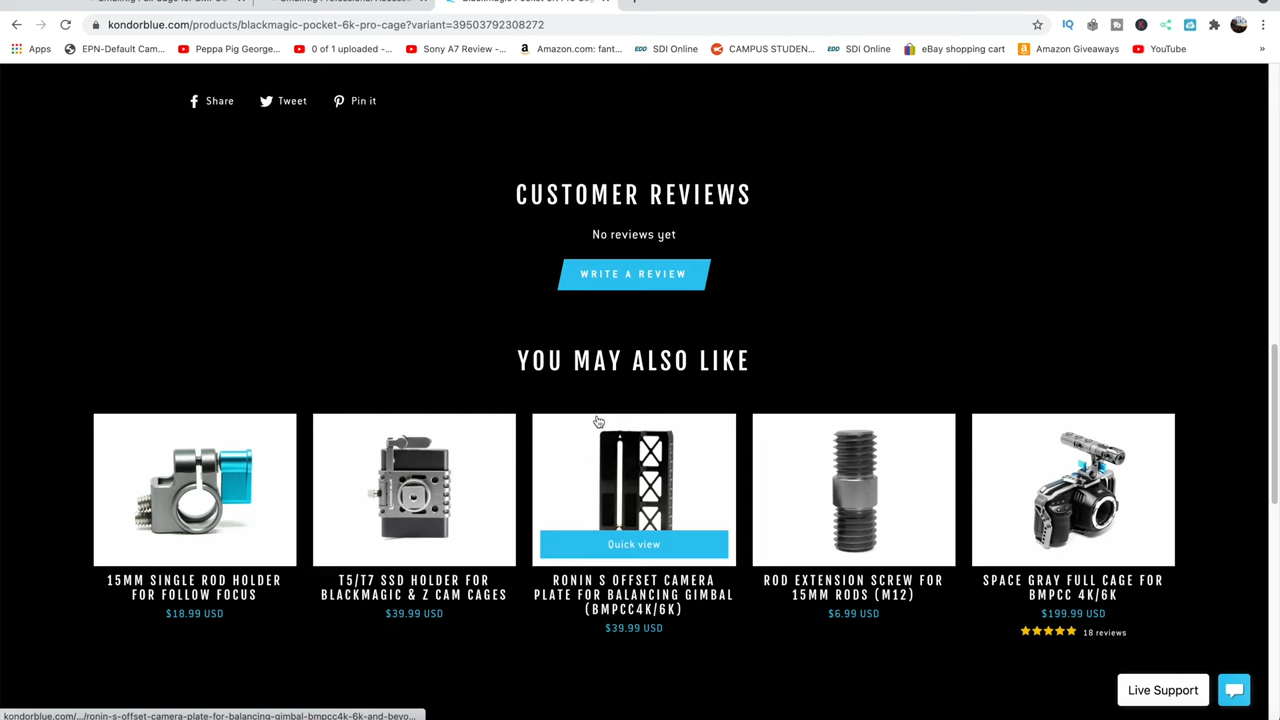 kondorblue.com/products/blackmagic-pocket-6k-pro-cage?variant=39503792308272
Apps
EPN-Default Cam...
Peppa Pig George...
0 of 1 uploaded -...
Sony A7 Review -...
Amazon.com: fant...
EDD SDI Online
CAMPUS STUDEN...
EDD SDI Online
eBay shopping cart
Amazon Giveaways
YouTube
»
Share
Tweet
Pin it
CUSTOMER REVIEWS
No reviews yet
WRITE A REVIEW
YOU MAY ALSO LIKE
Quick view
15MM SINGLE ROD HOLDER
FOR FOLLOW FOCUS
$18.99 USD
T5/T7 SSD HOLDER FOR
BLACKMAGIC & Z CAM CAGES
$39.99 USD
RONIN S OFFSET CAMERA
PLATE FOR BALANCING GIMBAL
(BMPCC4K/6K)
$39.99 USD
ROD EXTENSION SCREW FOR
15MM RODS (M12)
$6.99 USD
SPACE GRAY FULL CAGE FOR
BMPCC 4K/6K
$199.99 USD
18 reviews
Live Support
kondorblue.com/.../ronin-s-offset-camera-plate-for-balancing-gimbal-bmpcc4k-6k-and-beyo...